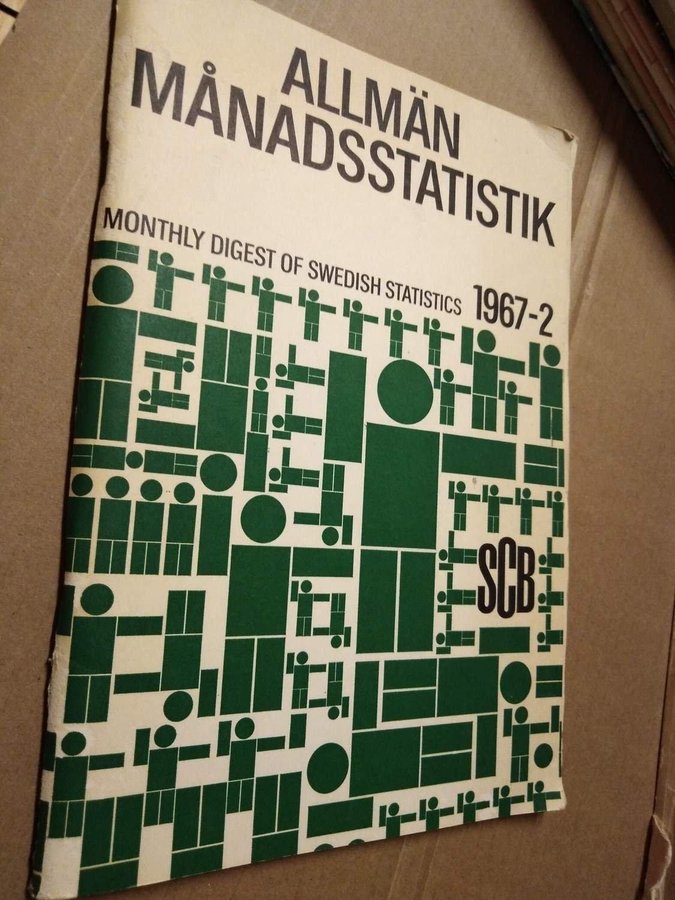 ALLMÄN
MÅNADSSTATISTIK
MONTHLY DIGEST OF SWEDISH STATISTICS 1967-2
SCB